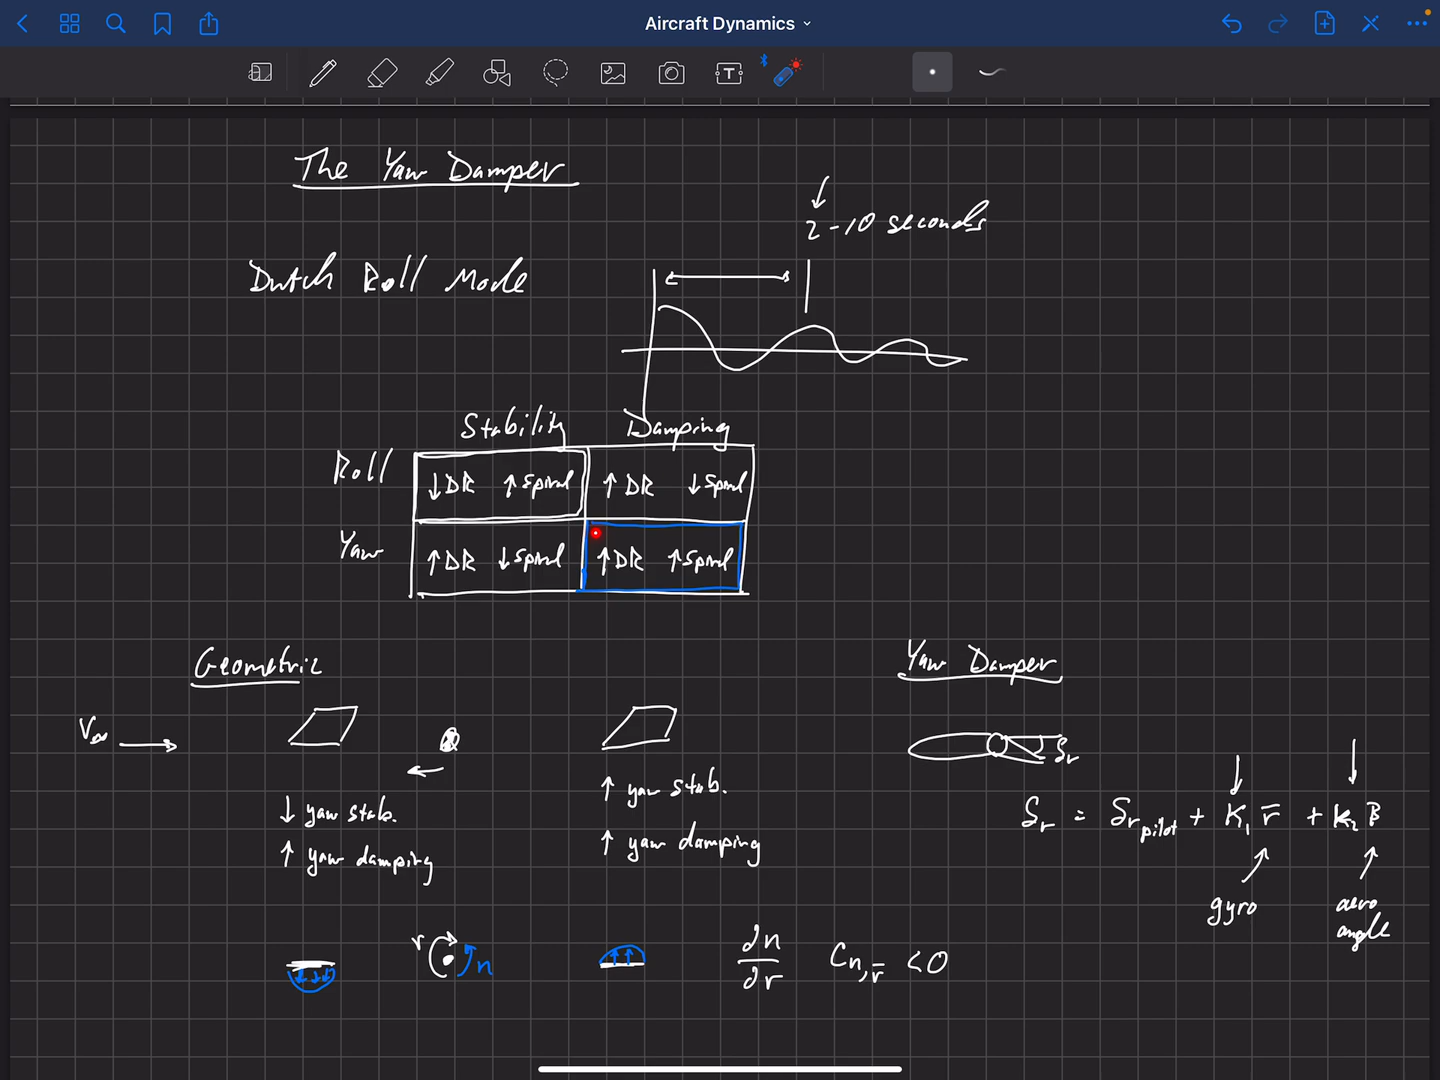 Aircraft Dynamics
The Yaw Damper
2-10 seconds
Dutch Roll Mode
Stability Damping
Roll ↓DR ↑Spiral ↑DR ↓Spiral
Yaw ↑DR ↓Spiral ↑DR ↑Spiral
Geometric
Yaw Damper
V∞
δr
↑ yaw stab.
↓ yaw stab.
↑ yaw damping
↑ yaw damping
δr = δr pilot + K₁ r̄ + K₂ β
gyro
aero angle
r n
∂n/∂r Cn,r̄ <0